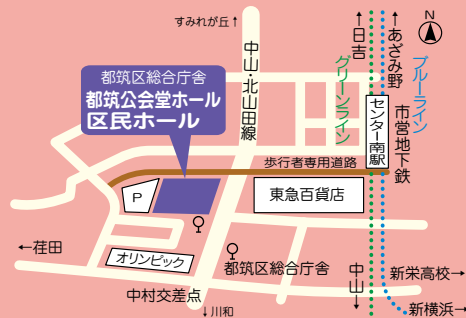 すみれが丘↑
中山・北山田線
↑日吉
↑あざみ野
N
グリーンライン
ブルーライン
都筑区総合庁舎
都筑公会堂ホール
区民ホール
センター南駅
市営地下鉄
歩行者専用道路
P
東急百貨店
←荏田
オリンピック
都筑区総合庁舎
中山↓
新栄高校→
中村交差点
↓川和
新横浜→